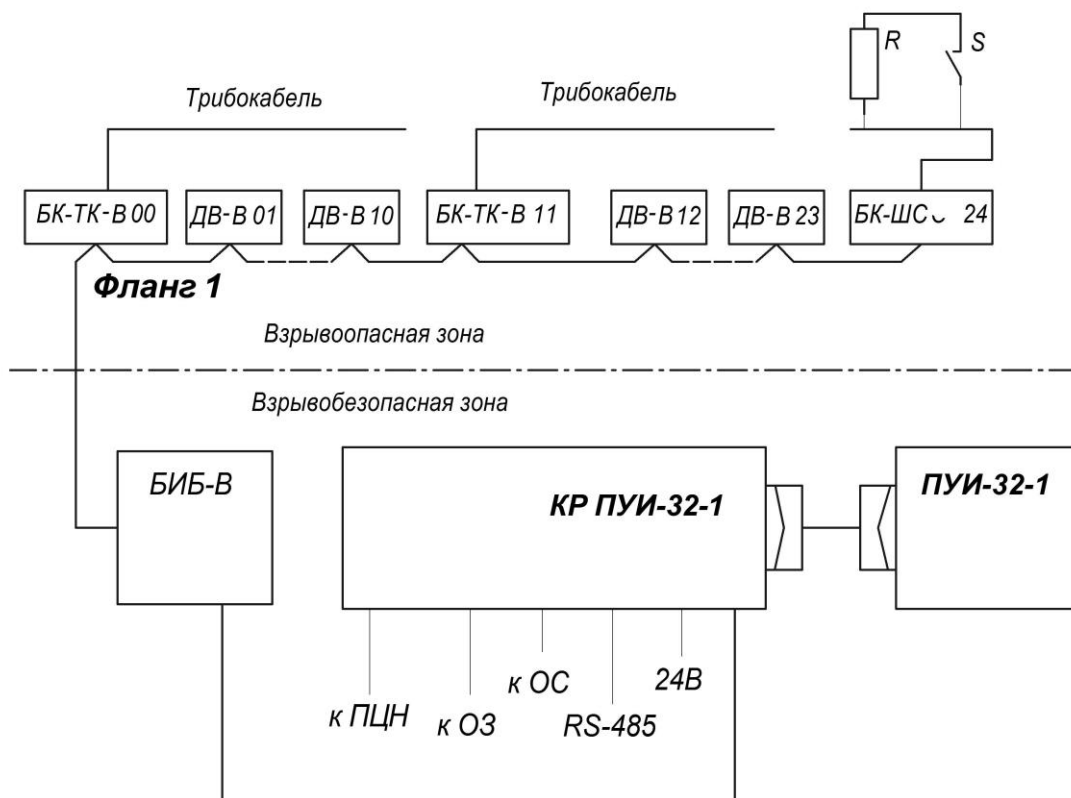 R
S
Трибокабель
Трибокабель
БК-ТК-В 00
ДВ-В 01
ДВ-В 10
БК-ТК-В 11
ДВ-В 12
ДВ-В 23
БК-ШС 24
Фланг 1
Взрывоопасная зона
Взрывобезопасная зона
БИБ-В
КР ПУИ-32-1
ПУИ-32-1
к ПЦН
к ОЗ
к ОС
RS-485
24В